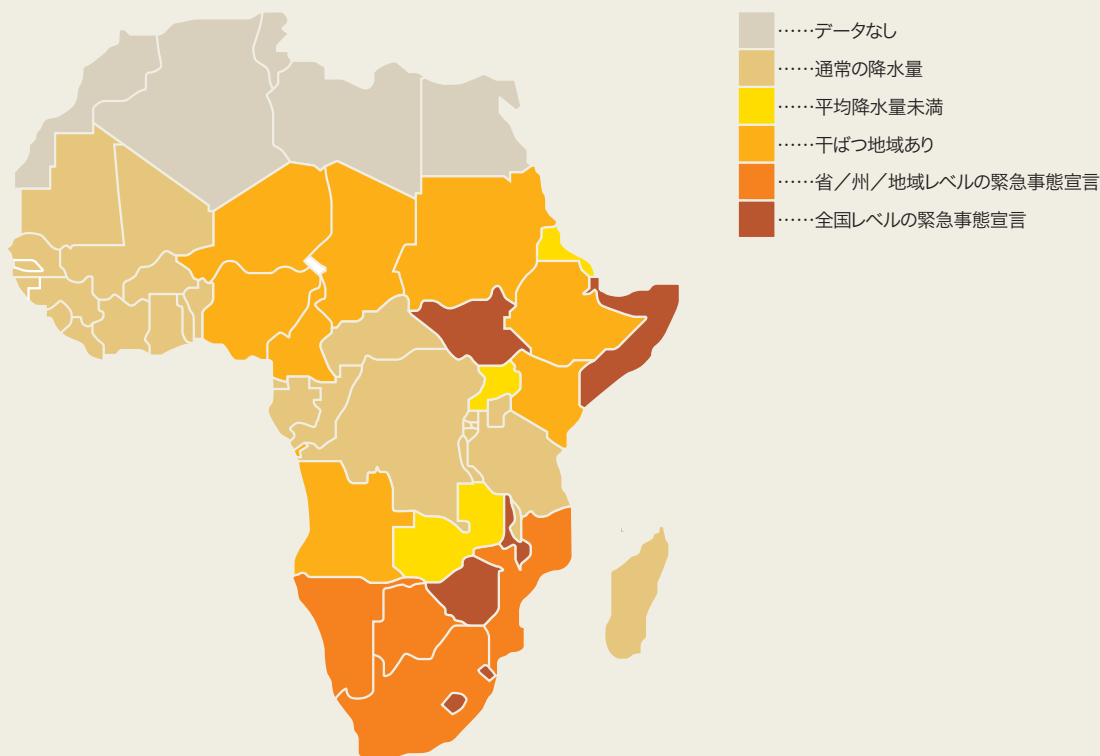 ……データなし
……通常の降水量
……平均降水量未満
……干ばつ地域あり
……省／州／地域レベルの緊急事態宣言
……全国レベルの緊急事態宣言